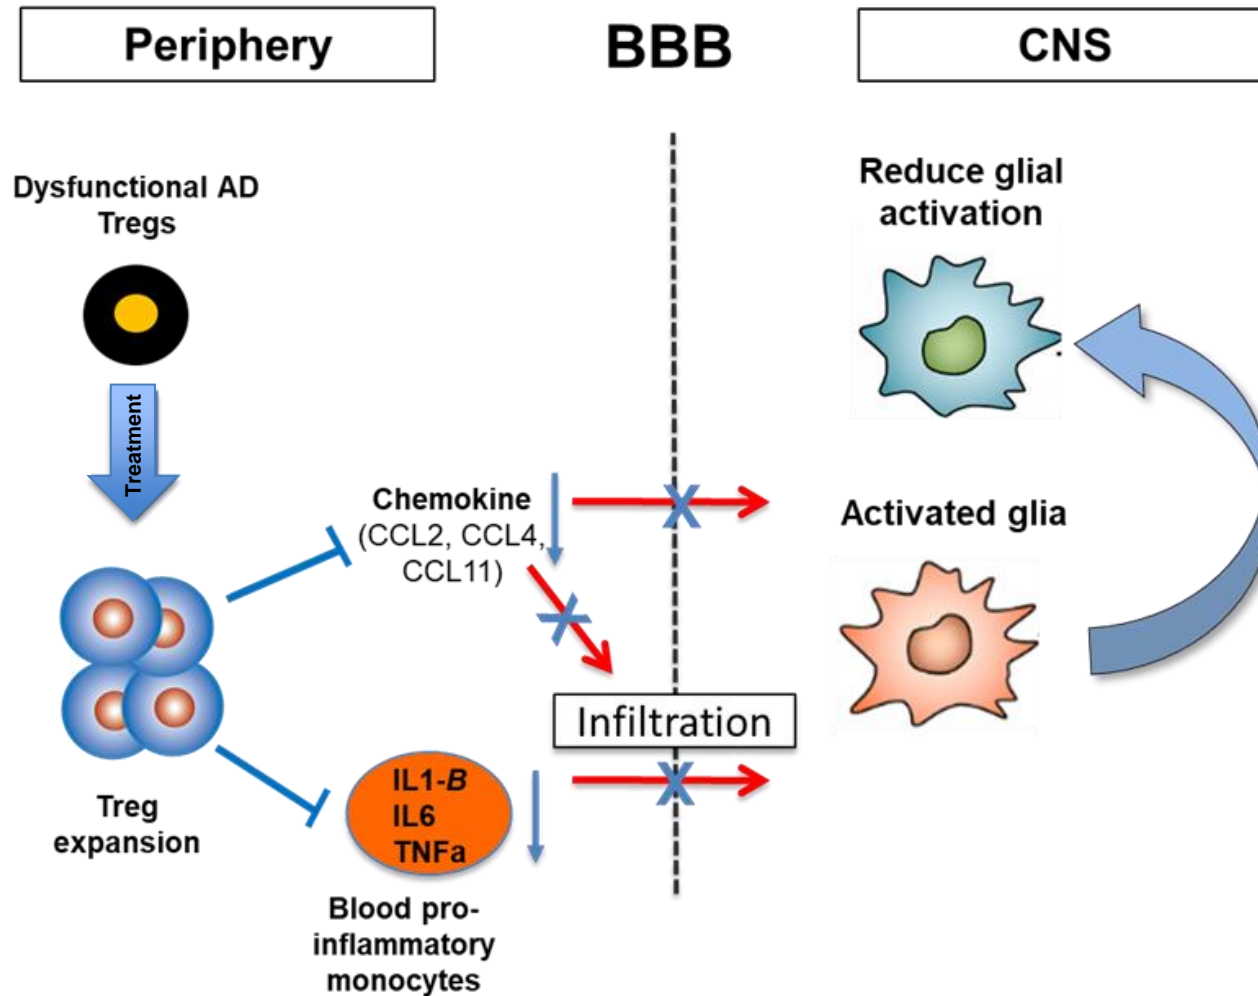 Periphery
BBB
CNS
Dysfunctional AD
Tregs
Treatment
Treg
expansion
Chemokine
(CCL2, CCL4,
CCL11)
Infiltration
IL1-B
IL6
TNFa
Blood pro-
inflammatory
monocytes
Reduce glial
activation
Activated glia